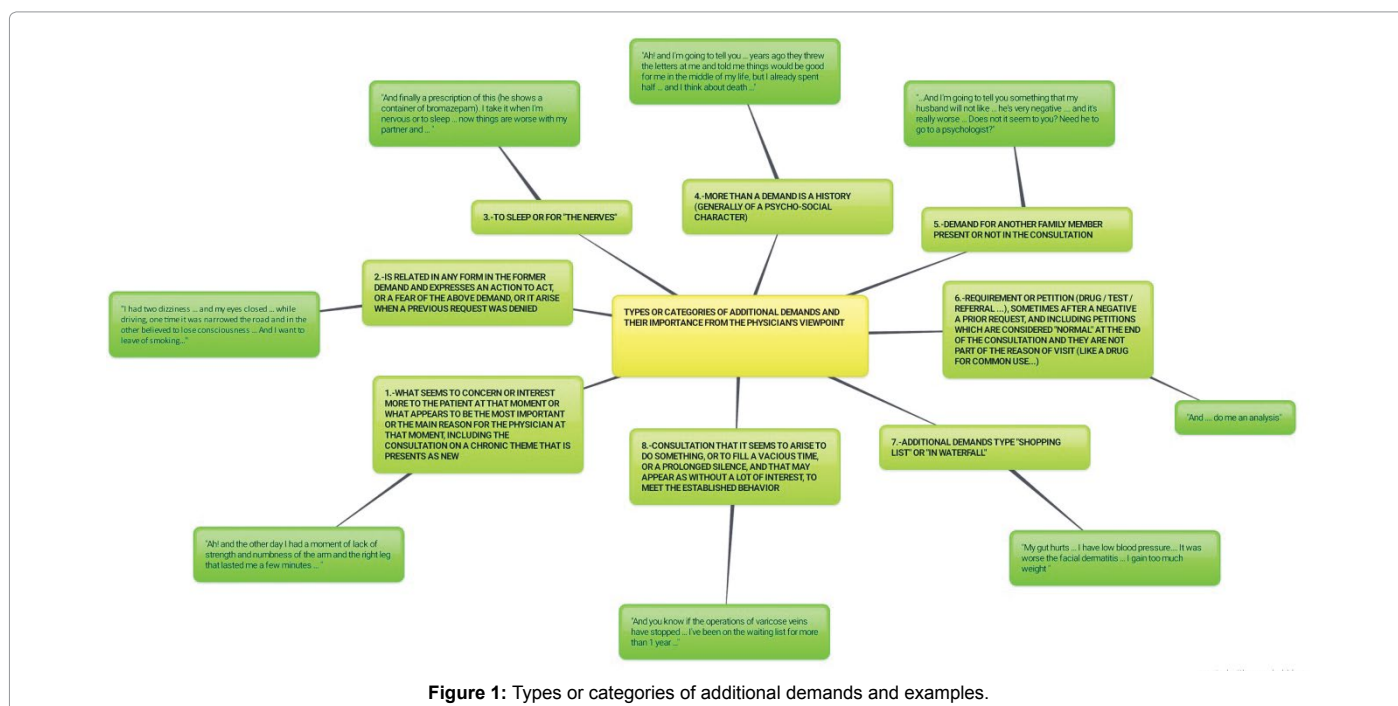 "Ah! and I'm going to tell you ... years ago they threw
the letters at me and told me things would be good
for me in the middle of my life, but I already spent
half ... and I think about death ..."
"And finally a prescription of this (he shows a
container of bromazepam). I take it when I'm
nervous or to sleep ... now things are worse with my
partner and ... "
"...And I'm going to tell you something that my
husband will not like ... he's very negative .... and it's
really worse ... Does not it seem to you? Need he to
go to a psychologist?"
4.-MORE THAN A DEMAND IS A HISTORY
(GENERALLY OF A PSYCHO-SOCIAL
CHARACTER)
3.-TO SLEEP OR FOR "THE NERVES"
5.-DEMAND FOR ANOTHER FAMILY MEMBER
PRESENT OR NOT IN THE CONSULTATION
2.-IS RELATED IN ANY FORM IN THE FORMER
DEMAND AND EXPRESSES AN ACTION TO ACT,
OR A FEAR OF THE ABOVE DEMAND, OR IT ARISE
WHEN A PREVIOUS REQUEST WAS DENIED
"I had two dizziness ... and my eyes closed ... while
driving, one time it was narrowed the road and in the
other believed to lose consciousness ... And I want to
leave of smoking..."
TYPES OR CATEGORIES OF ADDITIONAL DEMANDS AND
THEIR IMPORTANCE FROM THE PHYSICIAN'S VIEWPOINT
6.-REQUIREMENT OR PETITION (DRUG / TEST /
REFERRAL ...), SOMETIMES AFTER A NEGATIVE
A PRIOR REQUEST, AND INCLUDING PETITIONS
WHICH ARE CONSIDERED "NORMAL" AT THE END
OF THE CONSULTATION AND THEY ARE NOT
PART OF THE REASON OF VISIT (LIKE A DRUG
FOR COMMON USE...)
1.-WHAT SEEMS TO CONCERN OR INTEREST
MORE TO THE PATIENT AT THAT MOMENT OR
WHAT APPEARS TO BE THE MOST IMPORTANT
OR THE MAIN REASON FOR THE PHYSICIAN AT
THAT MOMENT, INCLUDING THE
CONSULTATION ON A CHRONIC THEME THAT IS
PRESENTS AS NEW
"And .... do me an analysis"
8.-CONSULTATION THAT IT SEEMS TO ARISE TO
DO SOMETHING, OR TO FILL A VACIOUS TIME,
OR A PROLONGED SILENCE, AND THAT MAY
APPEAR AS WITHOUT A LOT OF INTEREST, TO
MEET THE ESTABLISHED BEHAVIOR
7.-ADDITIONAL DEMANDS TYPE "SHOPPING
LIST" OR "IN WATERFALL"
"Ah! and the other day I had a moment of lack of
strength and numbness of the arm and the right leg
that lasted me a few minutes ... "
"My gut hurts ... I have low blood pressure.... It was
worse the facial dermatitis ... I gain too much
weight "
"And you know if the operations of varicose veins
have stopped ... I've been on the waiting list for more
than 1 year ..."
Figure 1: Types or categories of additional demands and examples.